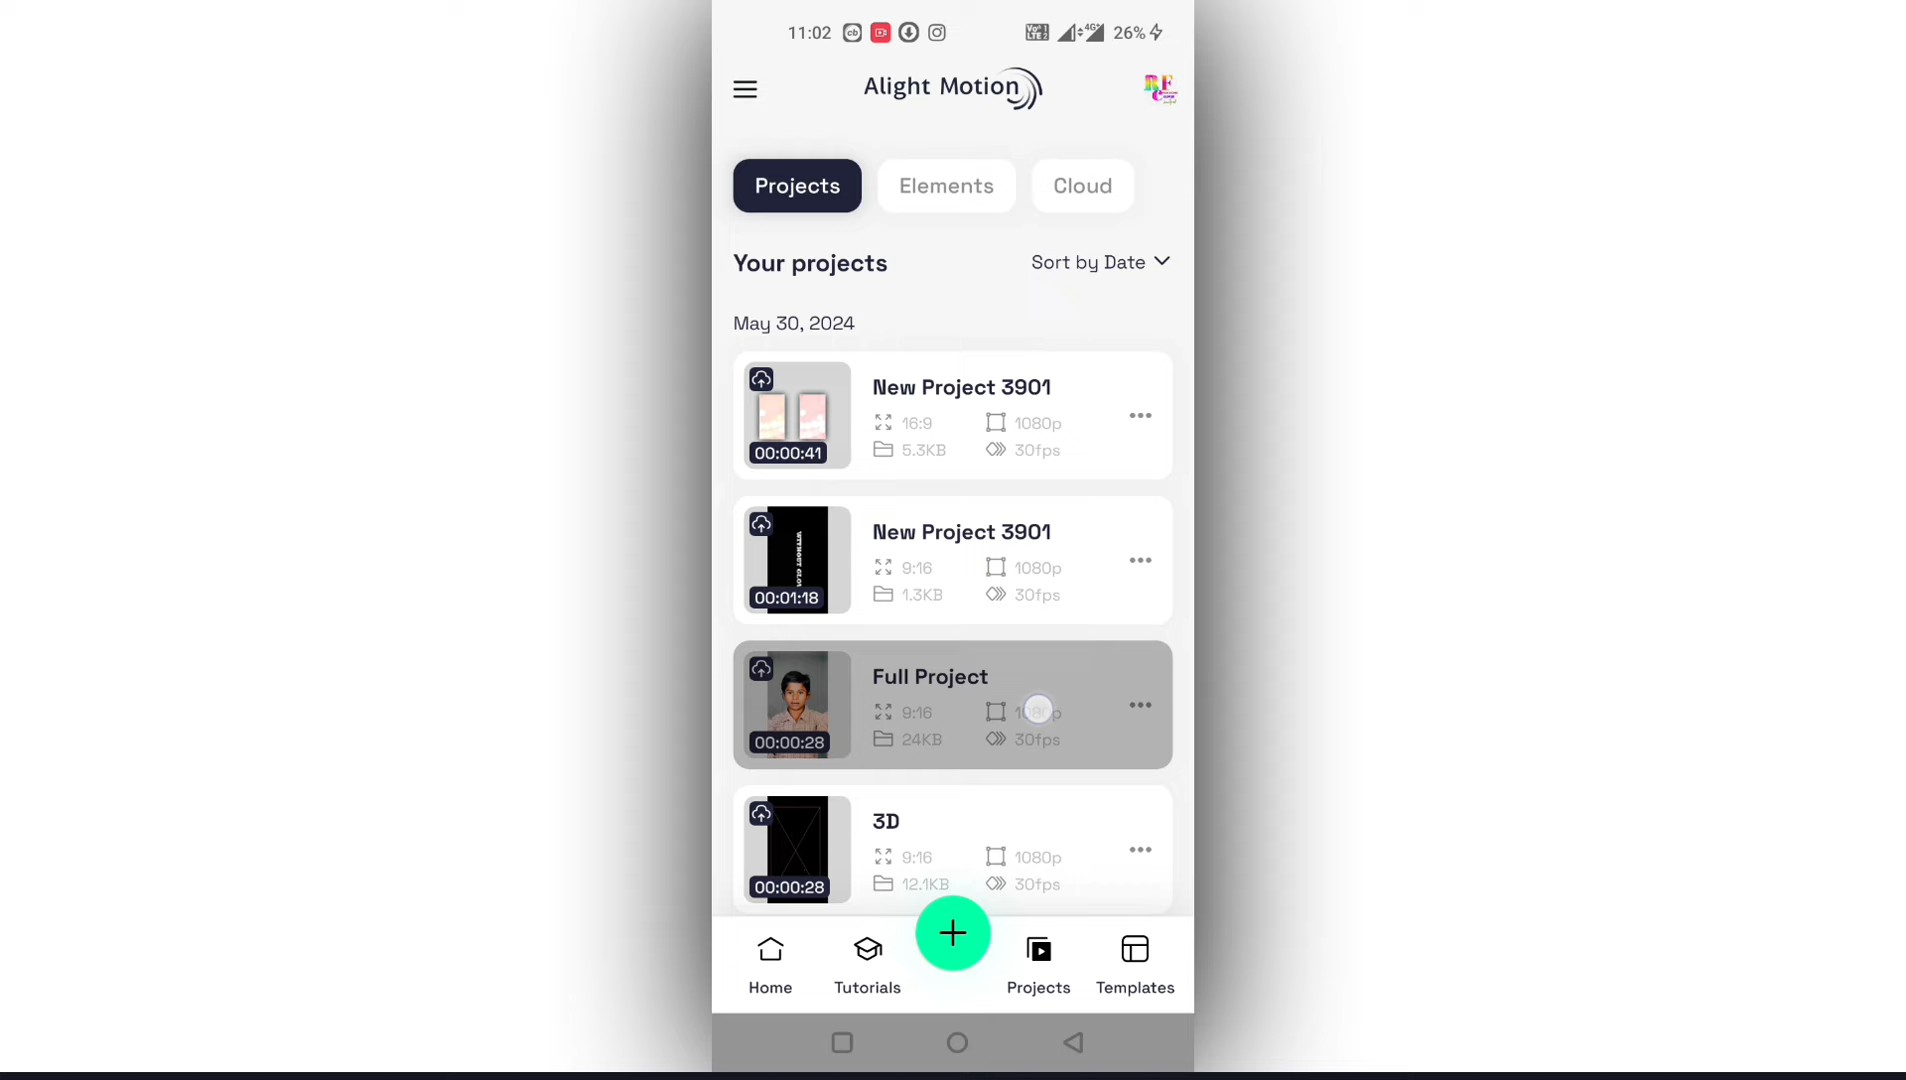 11:02
26%
Alight Motion
Projects
Elements
Cloud
Your projects
Sort by Date
May 30, 2024
New Project 3901
16:9
1080p
5.3KB
30fps
00:00:41
New Project 3901
9:16
1080p
1.3KB
30fps
00:01:18
Full Project
9:16
1080p
24KB
30fps
00:00:28
3D
9:16
1080p
12.1KB
30fps
00:00:28
Home
Tutorials
Projects
Templates